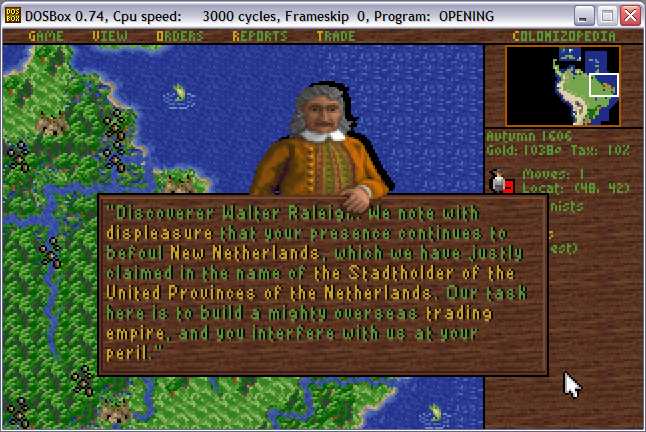 DOSBox 0.74, Cpu speed: 3000 cycles, Frameskip 0, Program: OPENING
GAME VIEW ORDERS REPORTS TRADE COLONIZOPEDIA
Autumn 1606
Gold: 1038 Tax: 10%
Moves: 1
Locat: (48, 42)
"Discoverer Walter Raleigh. We note with
displeasure that your presence continues to
befoul New Netherlands, which we have justly
claimed in the name of the Stadtholder of the
United Provinces of the Netherlands. Our task
here is to build a mighty overseas trading
empire, and you interfere with us at your
peril."